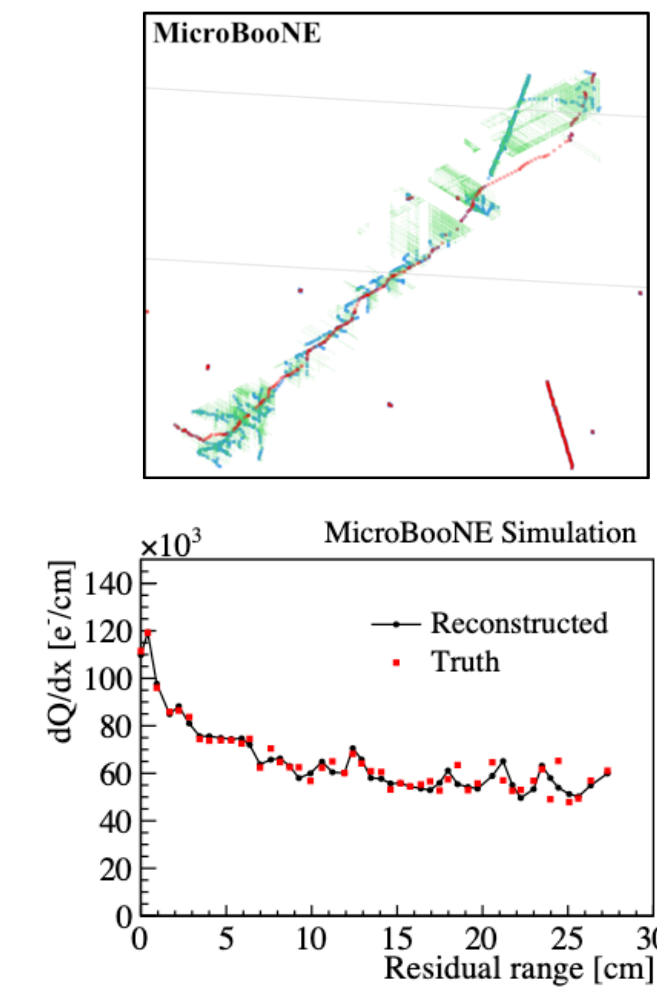 MicroBooNE
MicroBooNE Simulation
×10³
dQ/dx [e⁻/cm]
140
120
100
80
60
40
20
0
Reconstructed
Truth
0 5 10 15 20 25 30
Residual range [cm]